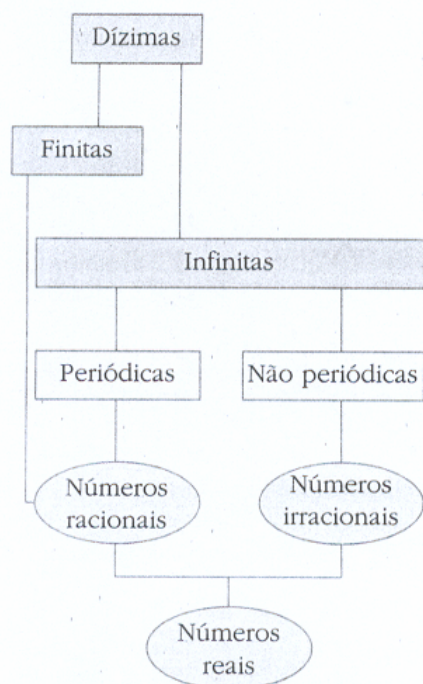 Dízimas
Finitas
Infinitas
Periódicas
Não periódicas
Números
racionais
Números
irracionais
Números
reais